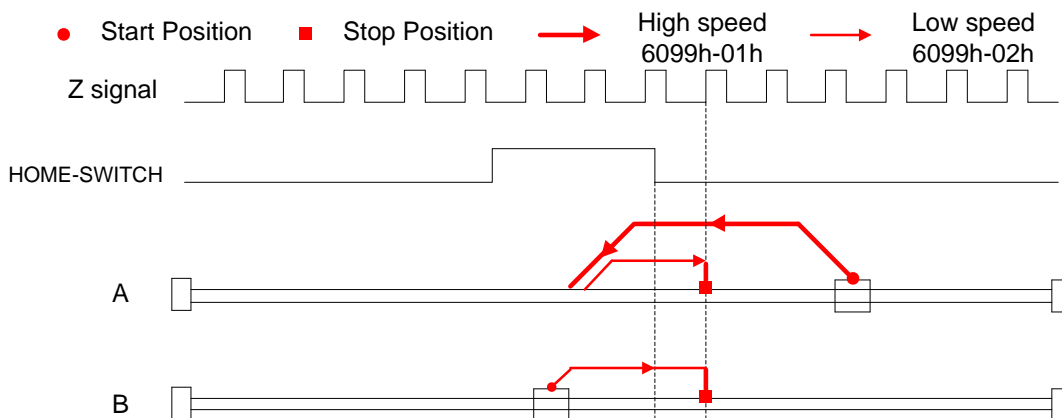 Start Position
Stop Position
High speed
6099h-01h
Low speed
6099h-02h
Z signal
HOME-SWITCH
A
B